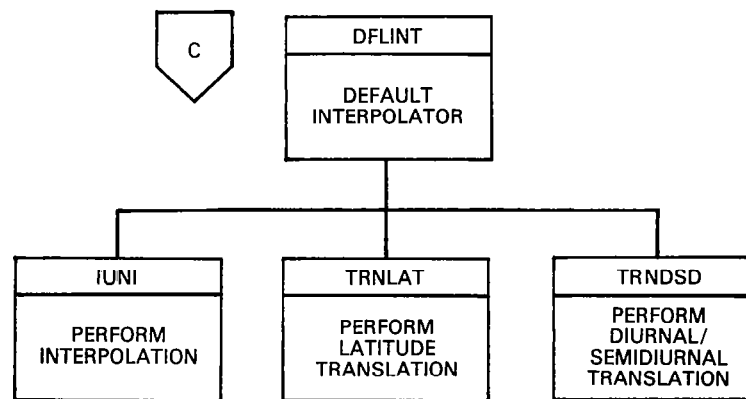 C
DFLINT
DEFAULT
INTERPOLATOR
IUNI
PERFORM
INTERPOLATION
TRNLAT
PERFORM
LATITUDE
TRANSLATION
TRNDSD
PERFORM
DIURNAL/
SEMIDIURNAL
TRANSLATION